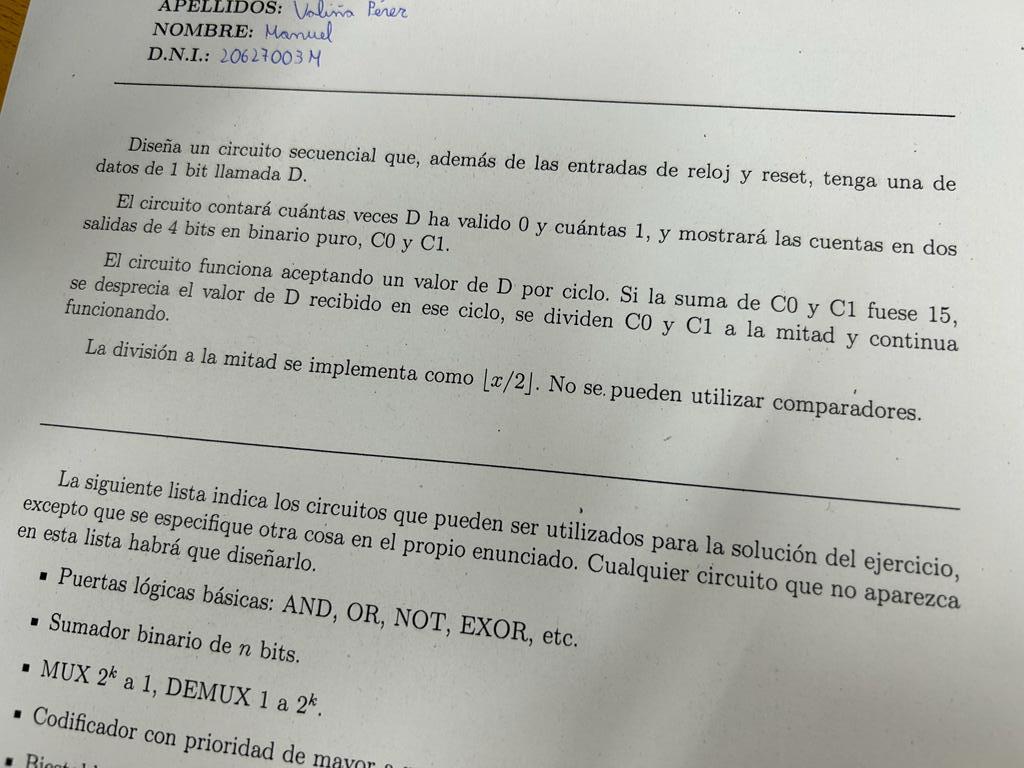 APELLIDOS: Valiña Pérez
NOMBRE: Manuel
D.N.I.: 20627003M
Diseña un circuito secuencial que, además de las entradas de reloj y reset, tenga una de
datos de 1 bit llamada D.
El circuito contará cuántas veces D ha valido 0 y cuántas 1, y mostrará las cuentas en dos
salidas de 4 bits en binario puro, C0 y C1.
El circuito funciona aceptando un valor de D por ciclo. Si la suma de C0 y C1 fuese 15,
se desprecia el valor de D recibido en ese ciclo, se dividen C0 y C1 a la mitad y continua
funcionando.
La división a la mitad se implementa como ⌊x/2⌋. No se pueden utilizar comparadores.
La siguiente lista indica los circuitos que pueden ser utilizados para la solución del ejercicio,
excepto que se especifique otra cosa en el propio enunciado. Cualquier circuito que no aparezca
en esta lista habrá que diseñarlo.
▪ Puertas lógicas básicas: AND, OR, NOT, EXOR, etc.
▪ Sumador binario de n bits.
▪ MUX 2^k a 1, DEMUX 1 a 2^k.
▪ Codificador con prioridad de mayor a